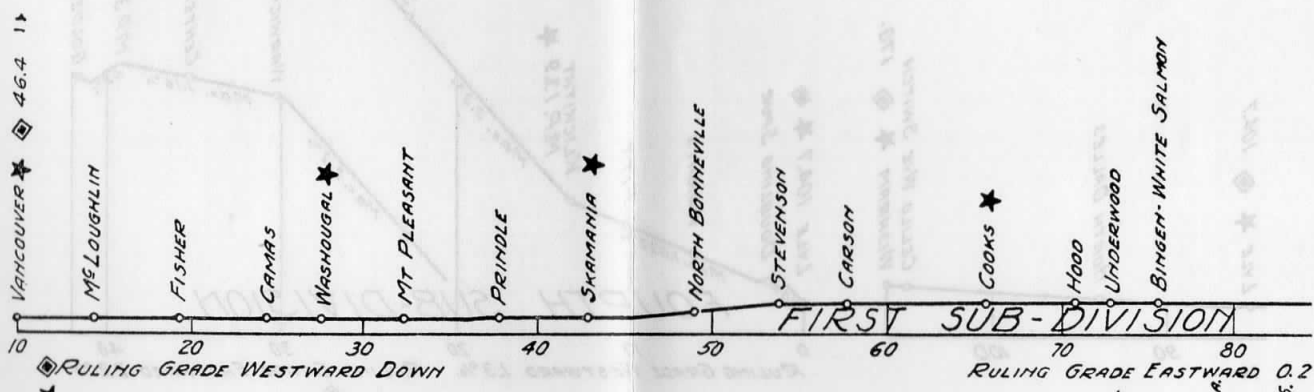 VANCOUVER ★ ◈ 46.4
McLOUGHLIN
FISHER
CAMAS
WASHOUGAL ★
MT PLEASANT
PRINDLE
SKAMANIA ★
NORTH BONNEVILLE
STEVENSON
CARSON
COOKS ★
HOOD
UNDERWOOD
BINGEN-WHITE SALMON
FIRST SUB-DIVISION
10 20 30 40 50 60 70 80
◈RULING GRADE WESTWARD DOWN
RULING GRADE EASTWARD 0.2